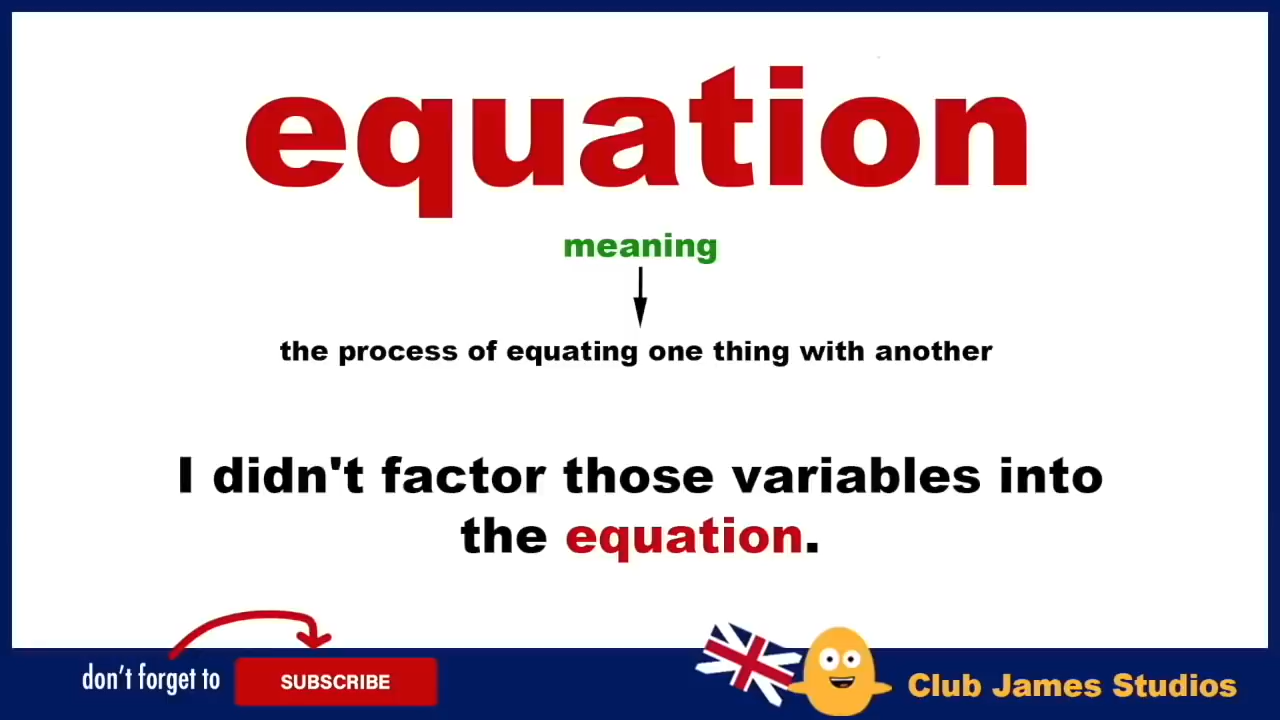 equation
meaning
the process of equating one thing with another
I didn't factor those variables into
the equation.
don't forget to
SUBSCRIBE
Club James Studios